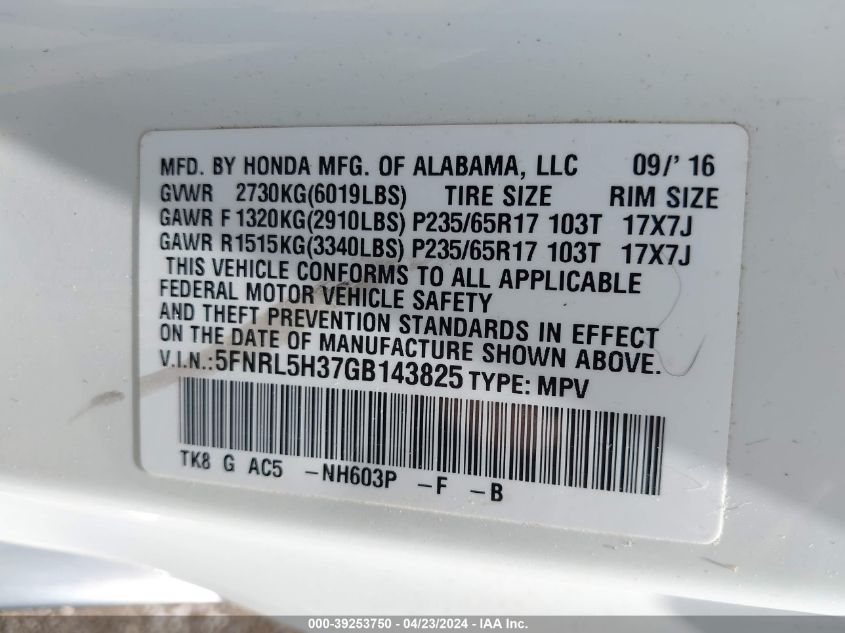 MFD. BY HONDA MFG. OF ALABAMA, LLC 09/' 16
GVWR 2730KG(6019LBS) TIRE SIZE RIM SIZE
GAWR F 1320KG(2910LBS) P235/65R17 103T 17X7J
GAWR R1515KG(3340LBS) P235/65R17 103T 17X7J
THIS VEHICLE CONFORMS TO ALL APPLICABLE
FEDERAL MOTOR VEHICLE SAFETY
AND THEFT PREVENTION STANDARDS IN EFFECT
ON THE DATE OF MANUFACTURE SHOWN ABOVE.
V.I.N.:5FNRL5H37GB143825 TYPE: MPV
TK8 G AC5 -NH603P -F -B
000-39253750 - 04/23/2024 - IAA Inc.